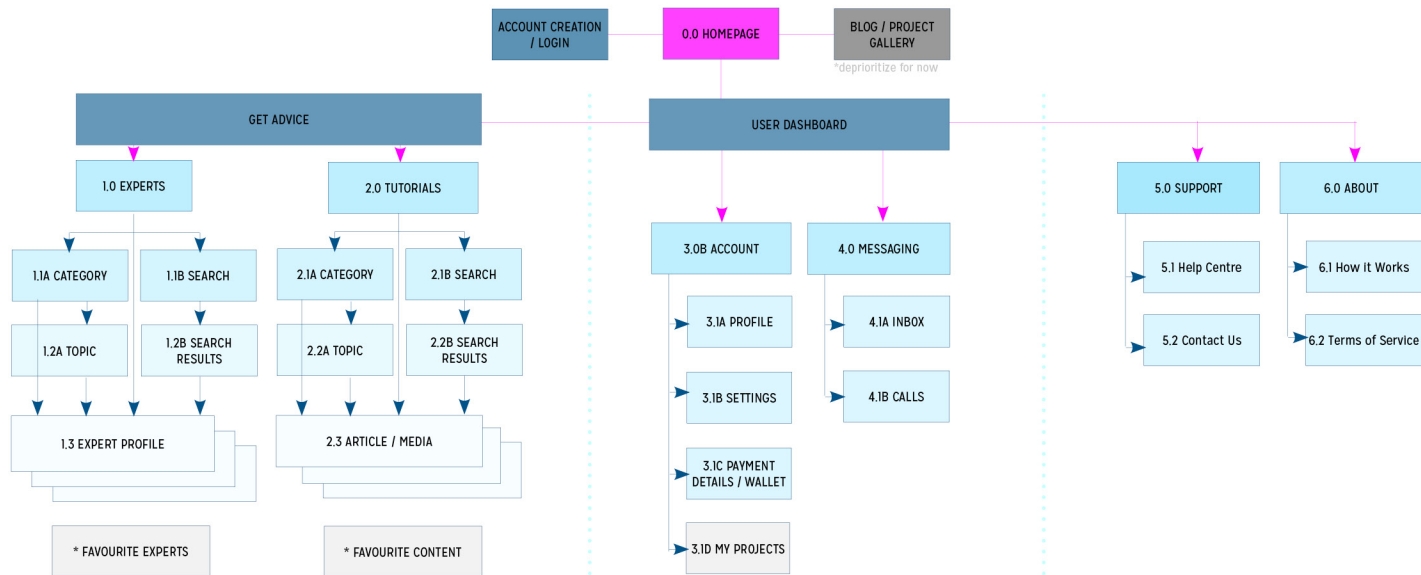 ACCOUNT CREATION
/ LOGIN
0.0 HOMEPAGE
BLOG / PROJECT
GALLERY
*deprioritize for now
GET ADVICE
USER DASHBOARD
1.0 EXPERTS
2.0 TUTORIALS
5.0 SUPPORT
6.0 ABOUT
3.0B ACCOUNT
4.0 MESSAGING
1.1A CATEGORY
1.1B SEARCH
2.1A CATEGORY
2.1B SEARCH
5.1 Help Centre
6.1 How it Works
3.1A PROFILE
4.1A INBOX
1.2A TOPIC
1.2B SEARCH
RESULTS
2.2A TOPIC
2.2B SEARCH
RESULTS
5.2 Contact Us
6.2 Terms of Service
3.1B SETTINGS
4.1B CALLS
1.3 EXPERT PROFILE
2.3 ARTICLE / MEDIA
3.1C PAYMENT
DETAILS / WALLET
* FAVOURITE EXPERTS
* FAVOURITE CONTENT
3.1D MY PROJECTS